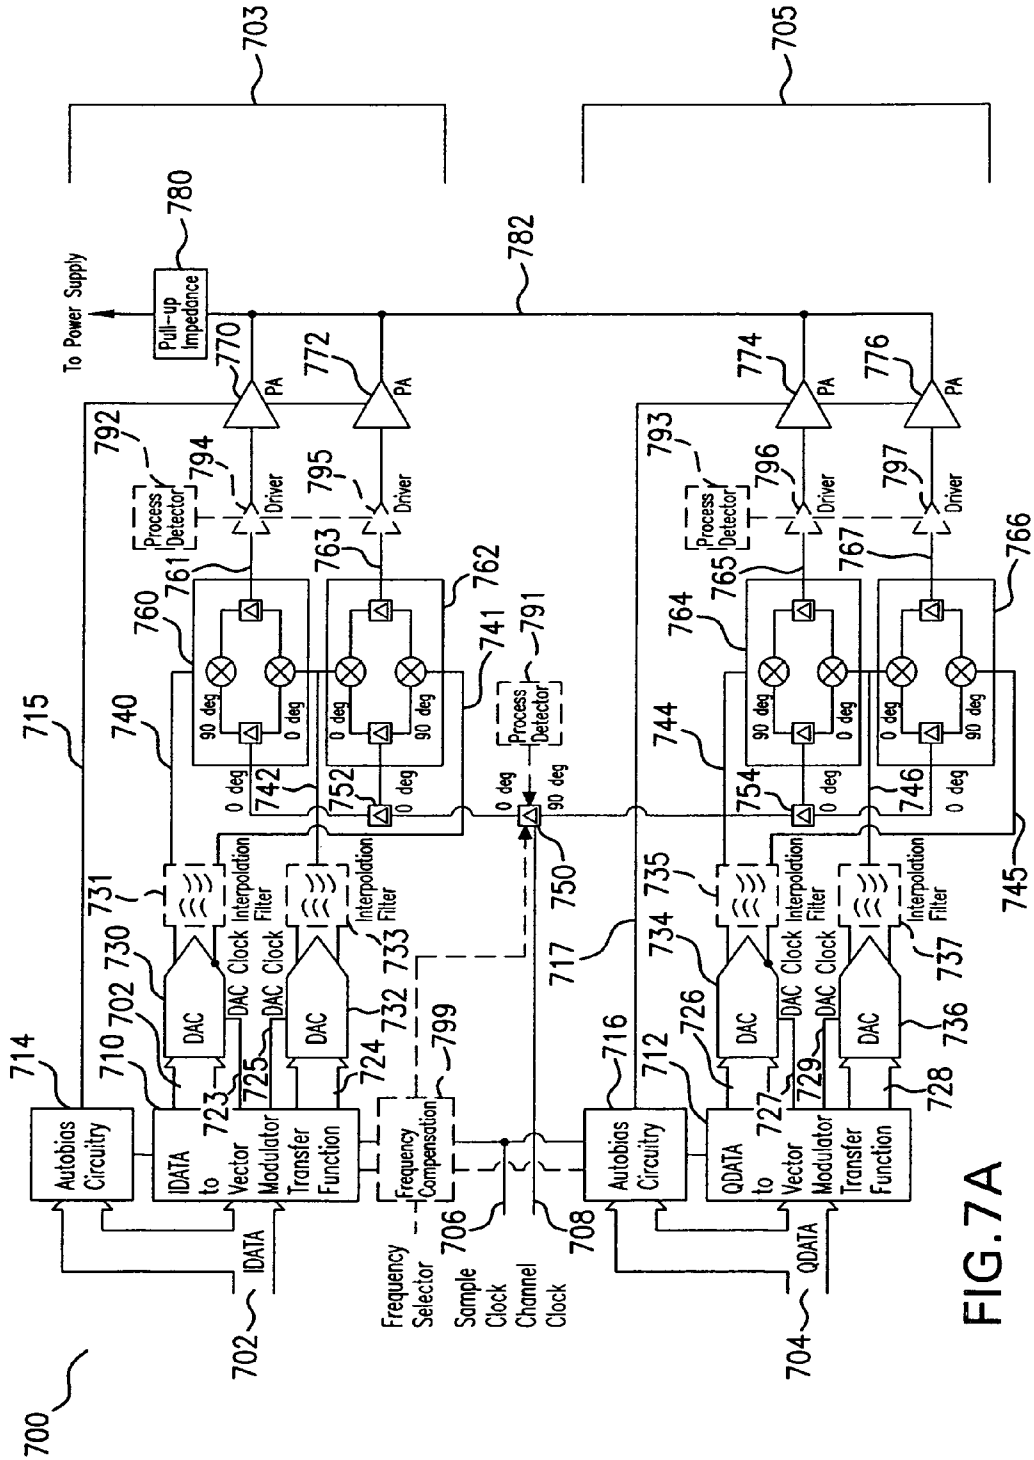 700
702
IDATA
714
Autobias
Circuitry
710
IDATA
to
Vector
Modulator
Transfer
Function
702
723
725
724
DAC Clock
DAC Clock
730
DAC
732
DAC
731
Interpolation
Filter
733
Interpolation
Filter
715
740
742
741
0 deg
752
0 deg
760
90 deg
0 deg
762
0 deg
90 deg
761
763
792
Process
Detector
794
Driver
795
Driver
770
PA
772
To Power Supply
Pull-up
Impedance
780
782
703
Frequency
Selector
Frequency
Compensation
799
Sample
Clock
706
Channel
Clock
708
750
0 deg
90 deg
Process
Detector
791
704
QDATA
716
Autobias
Circuitry
712
QDATA
to
Vector
Modulator
Transfer
Function
726
727
729
728
DAC Clock
DAC Clock
734
DAC
736
DAC
735
Interpolation
Filter
737
Interpolation
Filter
717
744
746
745
754
0 deg
764
90 deg
0 deg
766
0 deg
90 deg
765
767
793
Process
Detector
796
Driver
797
Driver
774
PA
776
705
FIG.7A